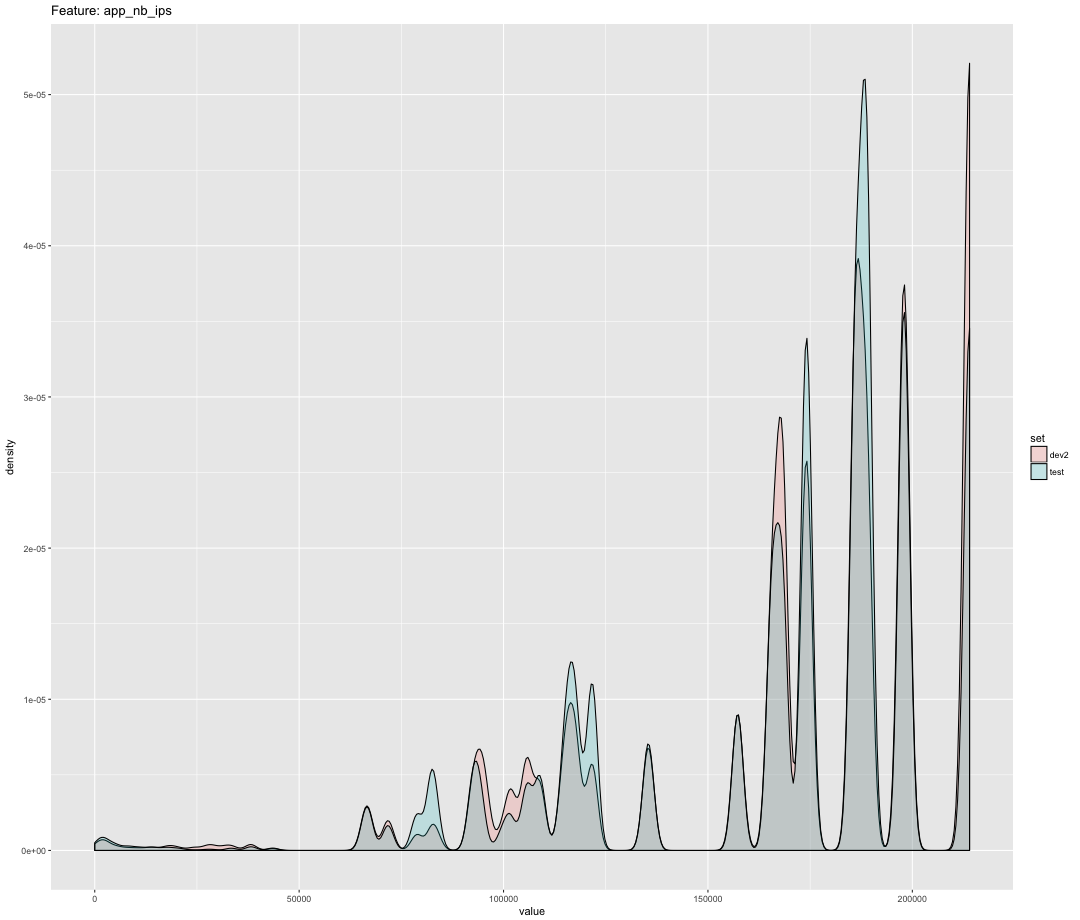 Feature: app_nb_ips
5e-05
4e-05
3e-05
2e-05
1e-05
0e+00
density
0 50000 100000 150000 200000
value
set
dev2
test